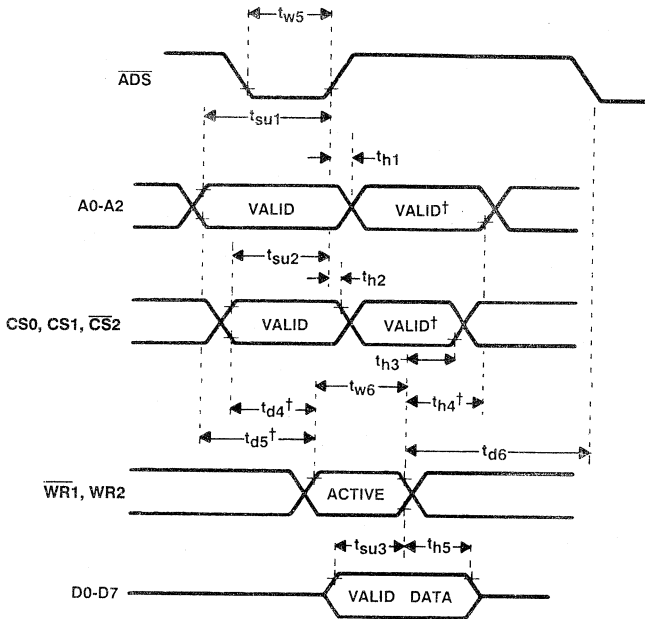 tw5
ADS
tsu1
th1
A0-A2
VALID
VALID†
tsu2
th2
CS0, CS1, CS2
VALID
VALID†
th3
tw6
td4†
th4†
td5†
td6
WR1, WR2
ACTIVE
tsu3
th5
D0-D7
VALID DATA